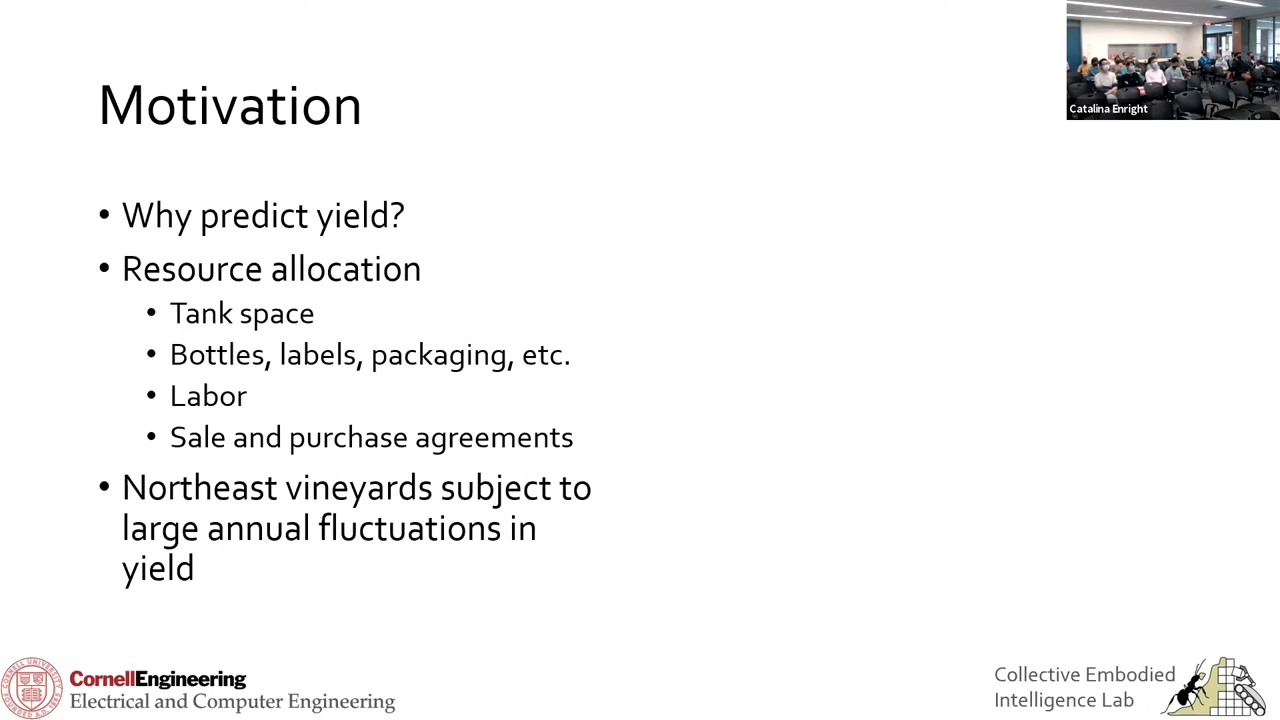 Catalina Enright
Motivation
• Why predict yield?
• Resource allocation
• Tank space
• Bottles, labels, packaging, etc.
• Labor
• Sale and purchase agreements
• Northeast vineyards subject to
large annual fluctuations in
yield
CornellEngineering
Electrical and Computer Engineering
Collective Embodied
Intelligence Lab